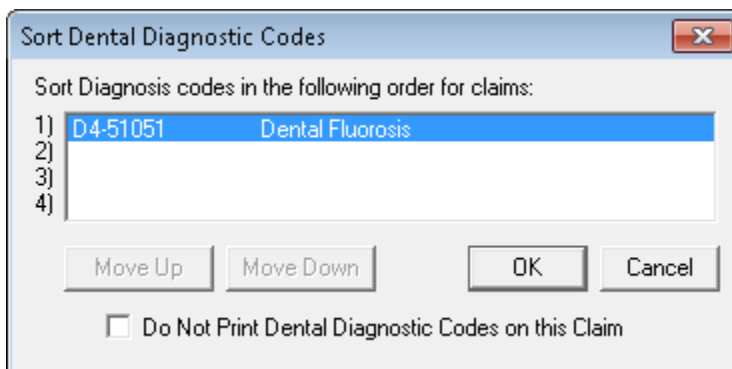 Sort Dental Diagnostic Codes
Sort Diagnosis codes in the following order for claims:
1) D4-51051 Dental Fluorosis
2)
3)
4)
Move Up Move Down OK Cancel
Do Not Print Dental Diagnostic Codes on this Claim